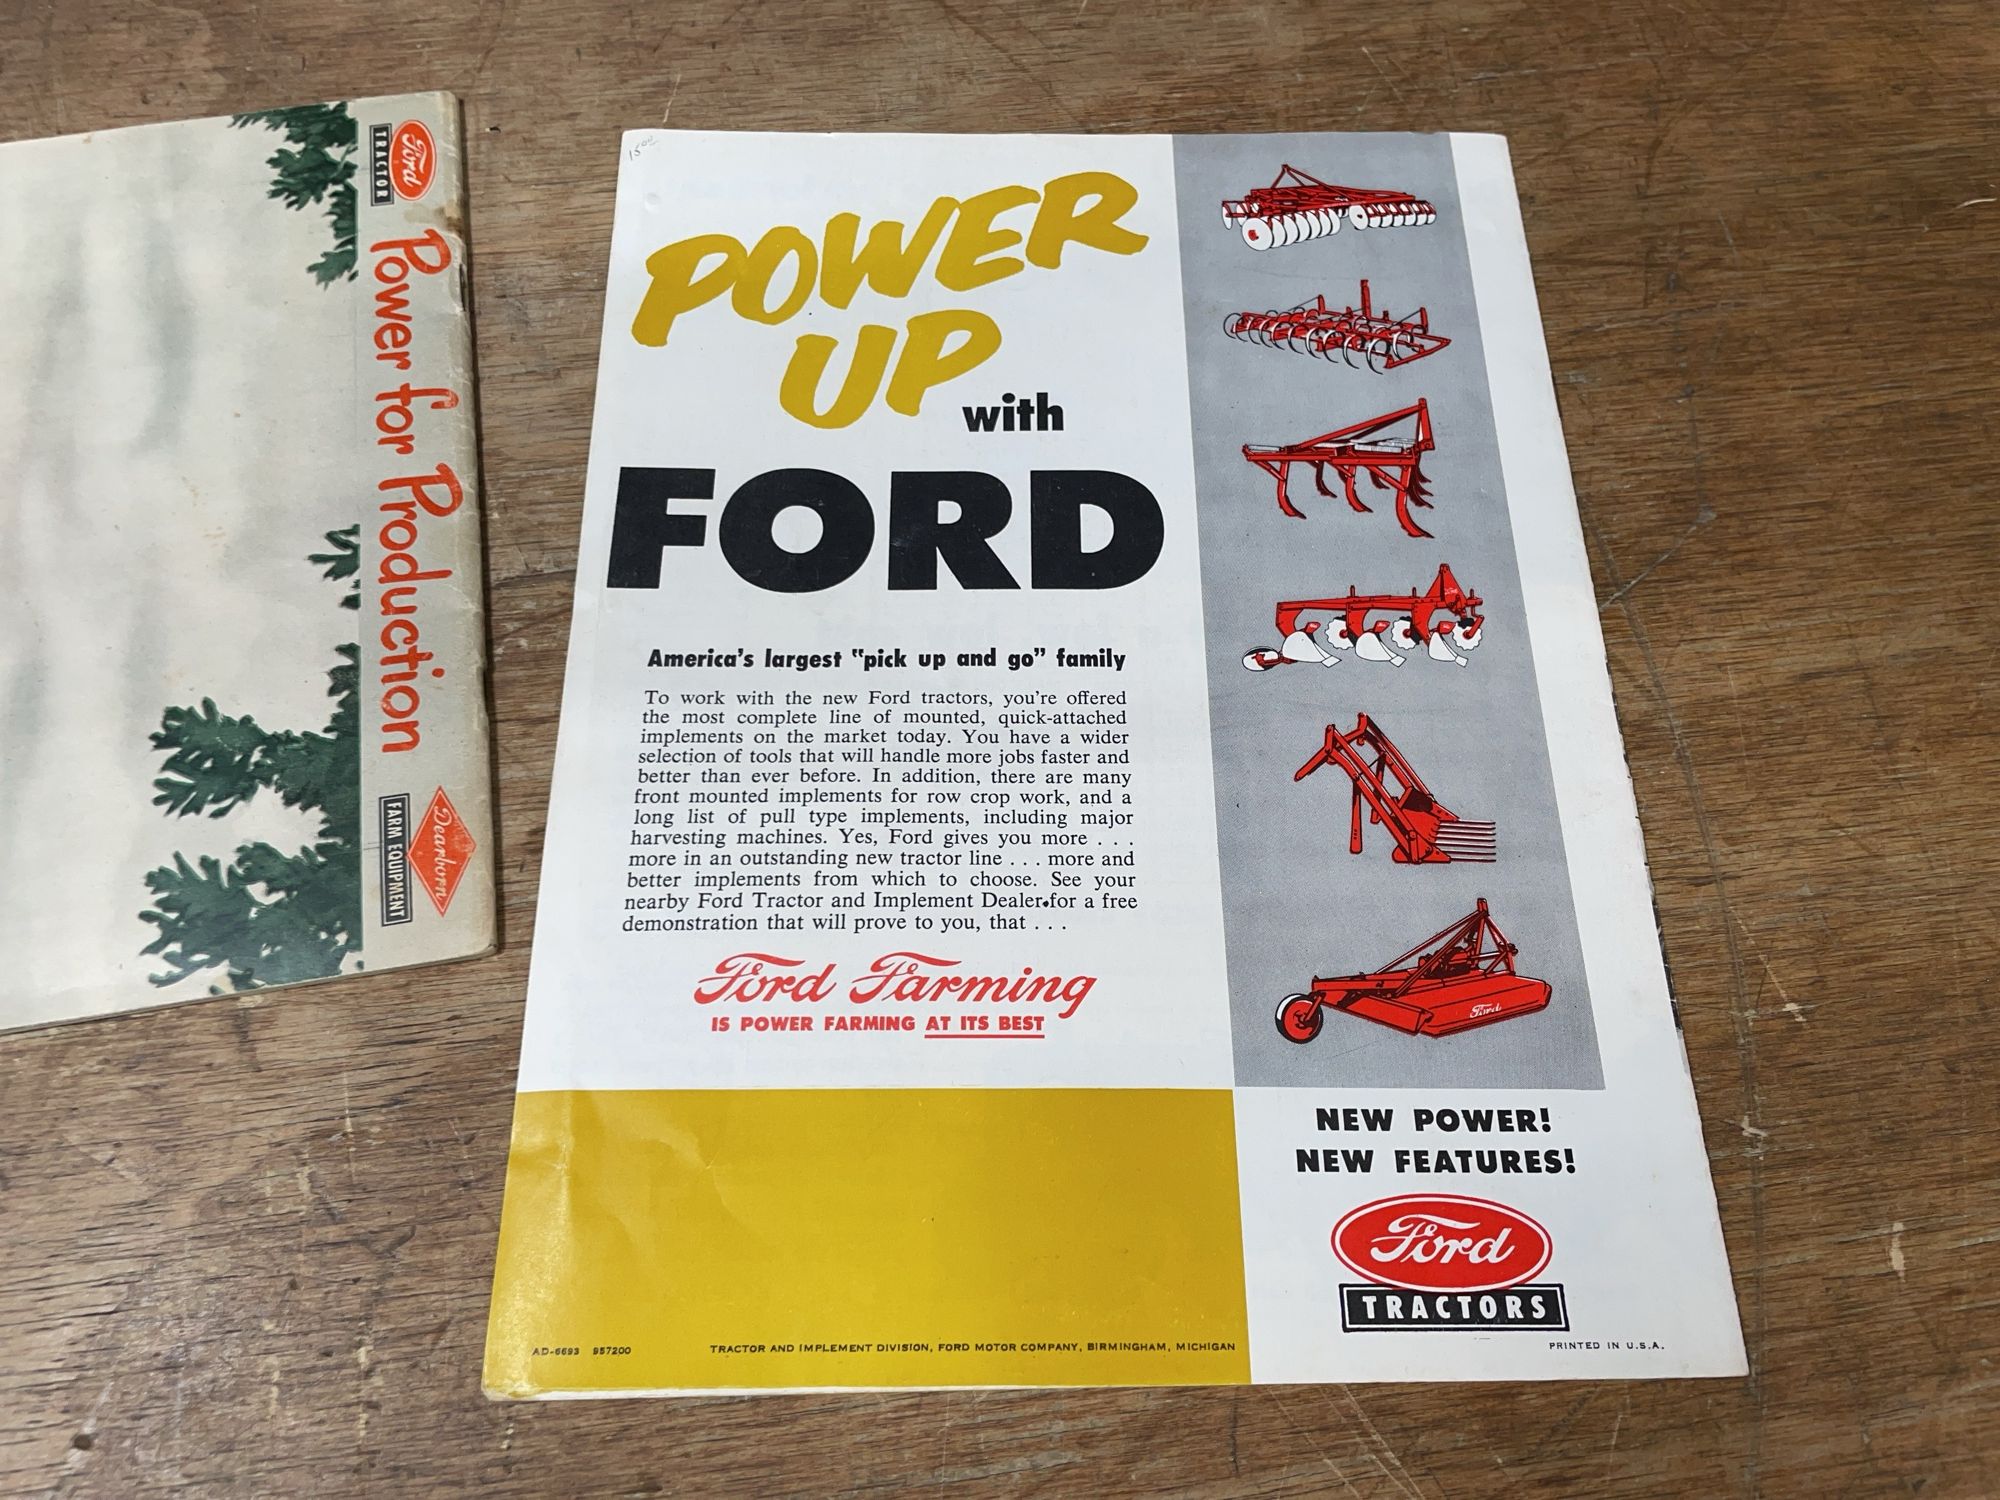 Ford
TRACTOR
Power for Production
Dearborn
FARM EQUIPMENT
15⁰⁰
POWER
UP with
FORD
America's largest "pick up and go" family
To work with the new Ford tractors, you're offered
the most complete line of mounted, quick-attached
implements on the market today. You have a wider
selection of tools that will handle more jobs faster and
better than ever before. In addition, there are many
front mounted implements for row crop work, and a
long list of pull type implements, including major
harvesting machines. Yes, Ford gives you more . . .
more in an outstanding new tractor line . . . more and
better implements from which to choose. See your
nearby Ford Tractor and Implement Dealer for a free
demonstration that will prove to you, that . . .
Ford Farming
IS POWER FARMING AT ITS BEST
Ford
NEW POWER!
NEW FEATURES!
Ford
TRACTORS
AD-6693 957200
TRACTOR AND IMPLEMENT DIVISION, FORD MOTOR COMPANY, BIRMINGHAM, MICHIGAN
PRINTED IN U.S.A.